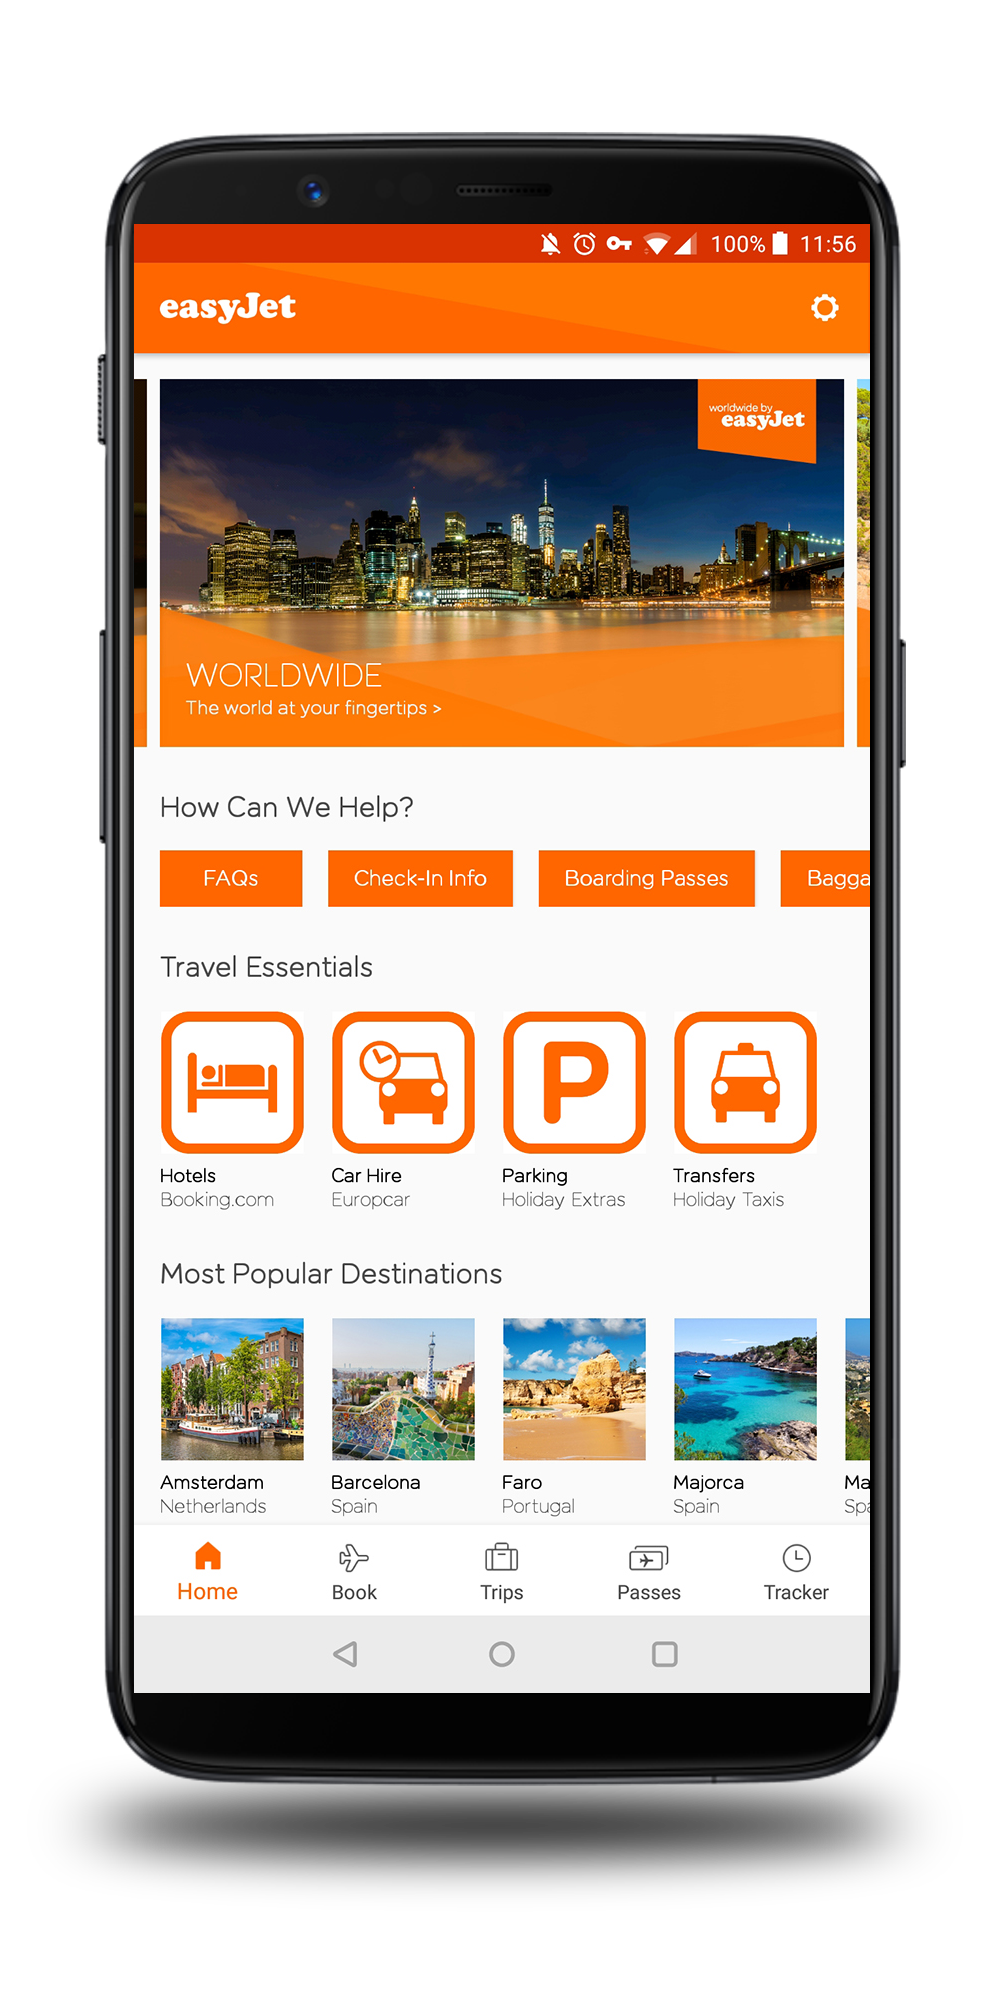 100% 11:56
easyJet
worldwide by
easyJet
WORLDWIDE
The world at your fingertips >
How Can We Help?
FAQs Check-In Info Boarding Passes Bagga
Travel Essentials
Hotels Car Hire Parking Transfers
Booking.com Europcar Holiday Extras Holiday Taxis
Most Popular Destinations
Amsterdam Barcelona Faro Majorca Ma
Netherlands Spain Portugal Spain Spa
Home Book Trips Passes Tracker